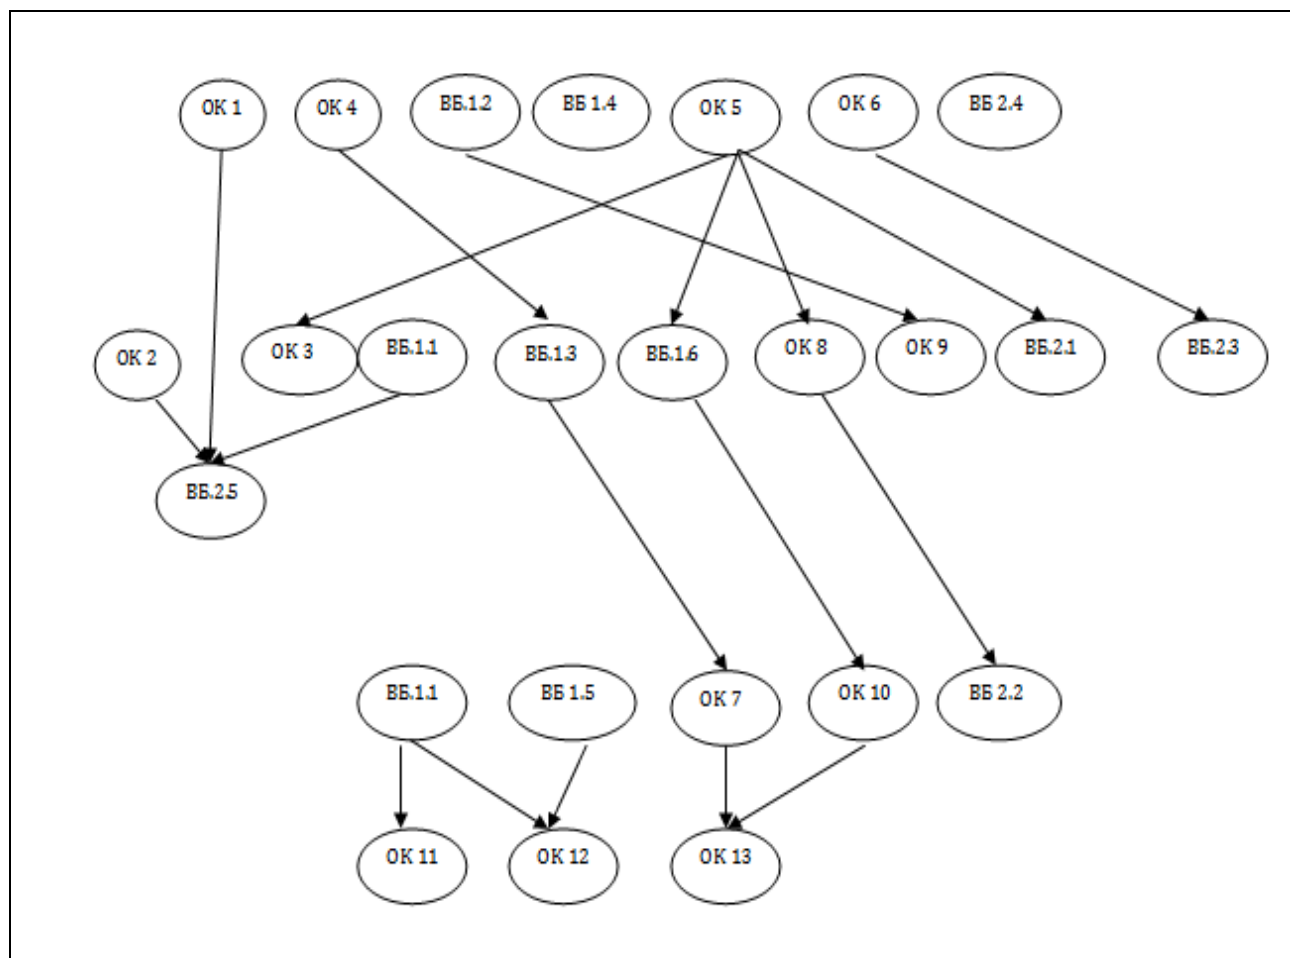 ОК 1
ОК 4
ВБ.1.2
ВБ 1.4
ОК 5
ОК 6
ВБ 2.4
ОК 2
ОК 3
ВБ.1.1
ВБ.1.3
ВБ.1.6
ОК 8
ОК 9
ВБ.2.1
ВБ.2.3
ВБ.2.5
ВБ.1.1
ВБ 1.5
ОК 7
ОК 10
ВБ 2.2
ОК 11
ОК 12
ОК 13